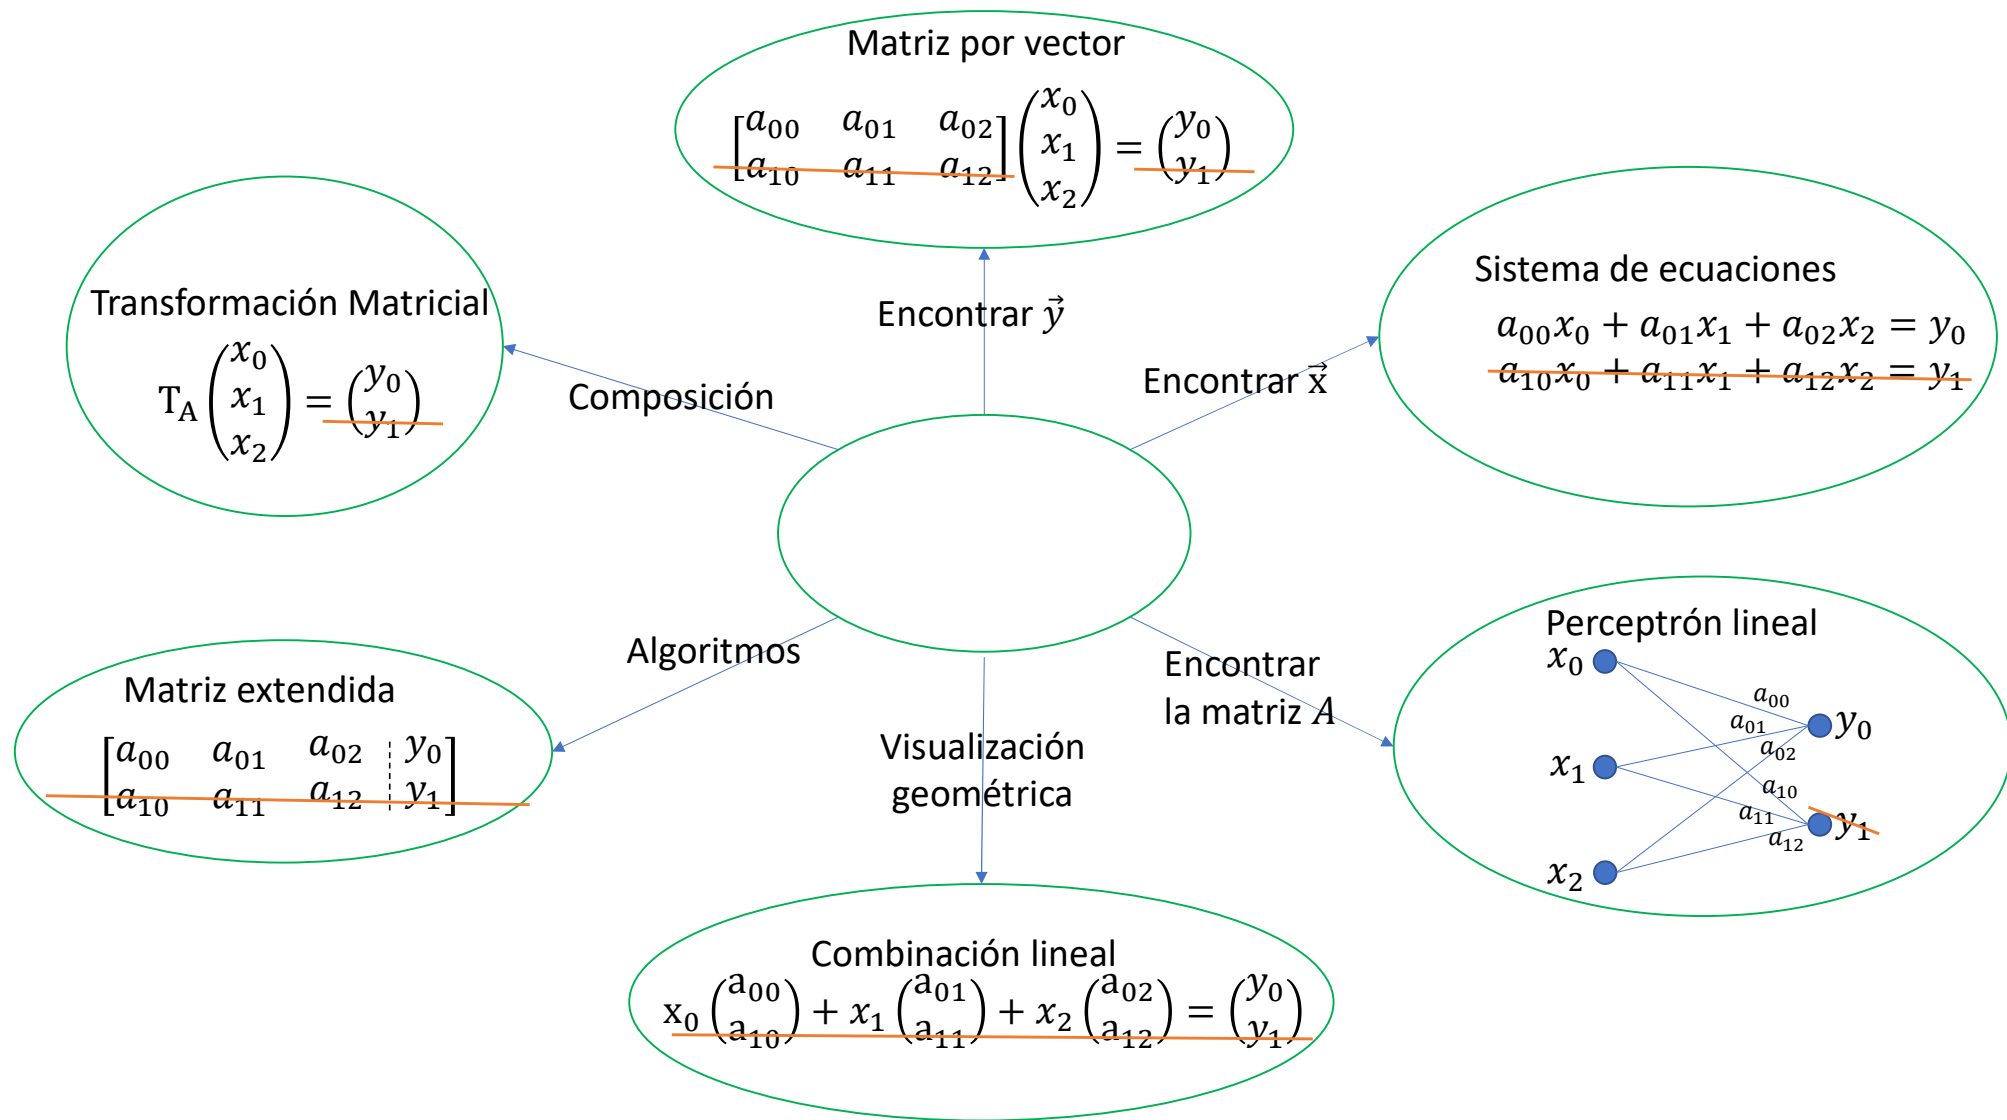 Matriz por vector
[a₀₀ a₀₁ a₀₂] (x₀) = (y₀)
[a₁₀ a₁₁ a₁₂] (x₁) (y₁)
(x₂)
Transformación Matricial
T_A (x₀) = (y₀)
(x₁) (y₁)
(x₂)
Encontrar y⃗
Composición
Encontrar x⃗
Sistema de ecuaciones
a₀₀x₀ + a₀₁x₁ + a₀₂x₂ = y₀
a₁₀x₀ + a₁₁x₁ + a₁₂x₂ = y₁
Algoritmos
Matriz extendida
[a₀₀ a₀₁ a₀₂ ¦ y₀]
[a₁₀ a₁₁ a₁₂ ¦ y₁]
Visualización
geométrica
Encontrar
la matriz A
Perceptrón lineal
x₀
a₀₀
a₀₁
y₀
a₀₂
x₁
a₁₀
a₁₁
y₁
a₁₂
x₂
Combinación lineal
x₀ (a₀₀) + x₁ (a₀₁) + x₂ (a₀₂) = (y₀)
(a₁₀) (a₁₁) (a₁₂) (y₁)